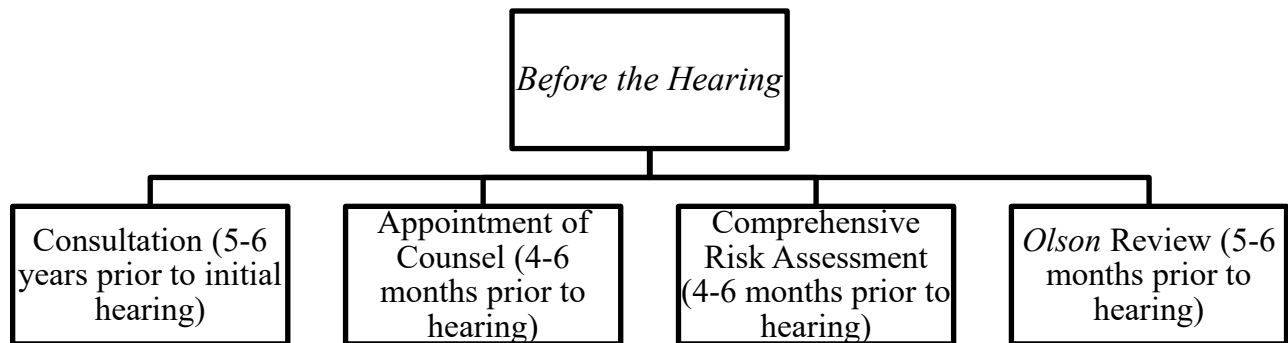 Before the Hearing
Consultation (5-6
years prior to initial
hearing)
Appointment of
Counsel (4-6
months prior to
hearing)
Comprehensive
Risk Assessment
(4-6 months prior to
hearing)
Olson Review (5-6
months prior to
hearing)